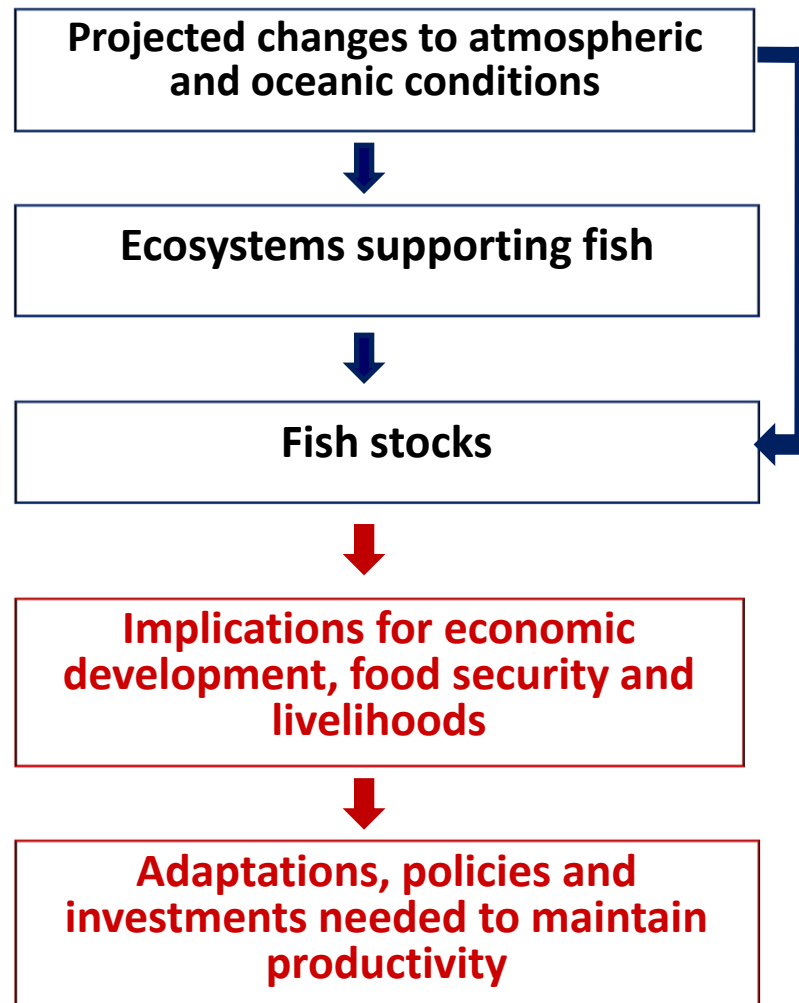 Projected changes to atmospheric
and oceanic conditions
Ecosystems supporting fish
Fish stocks
Implications for economic
development, food security and
livelihoods
Adaptations, policies and
investments needed to maintain
productivity